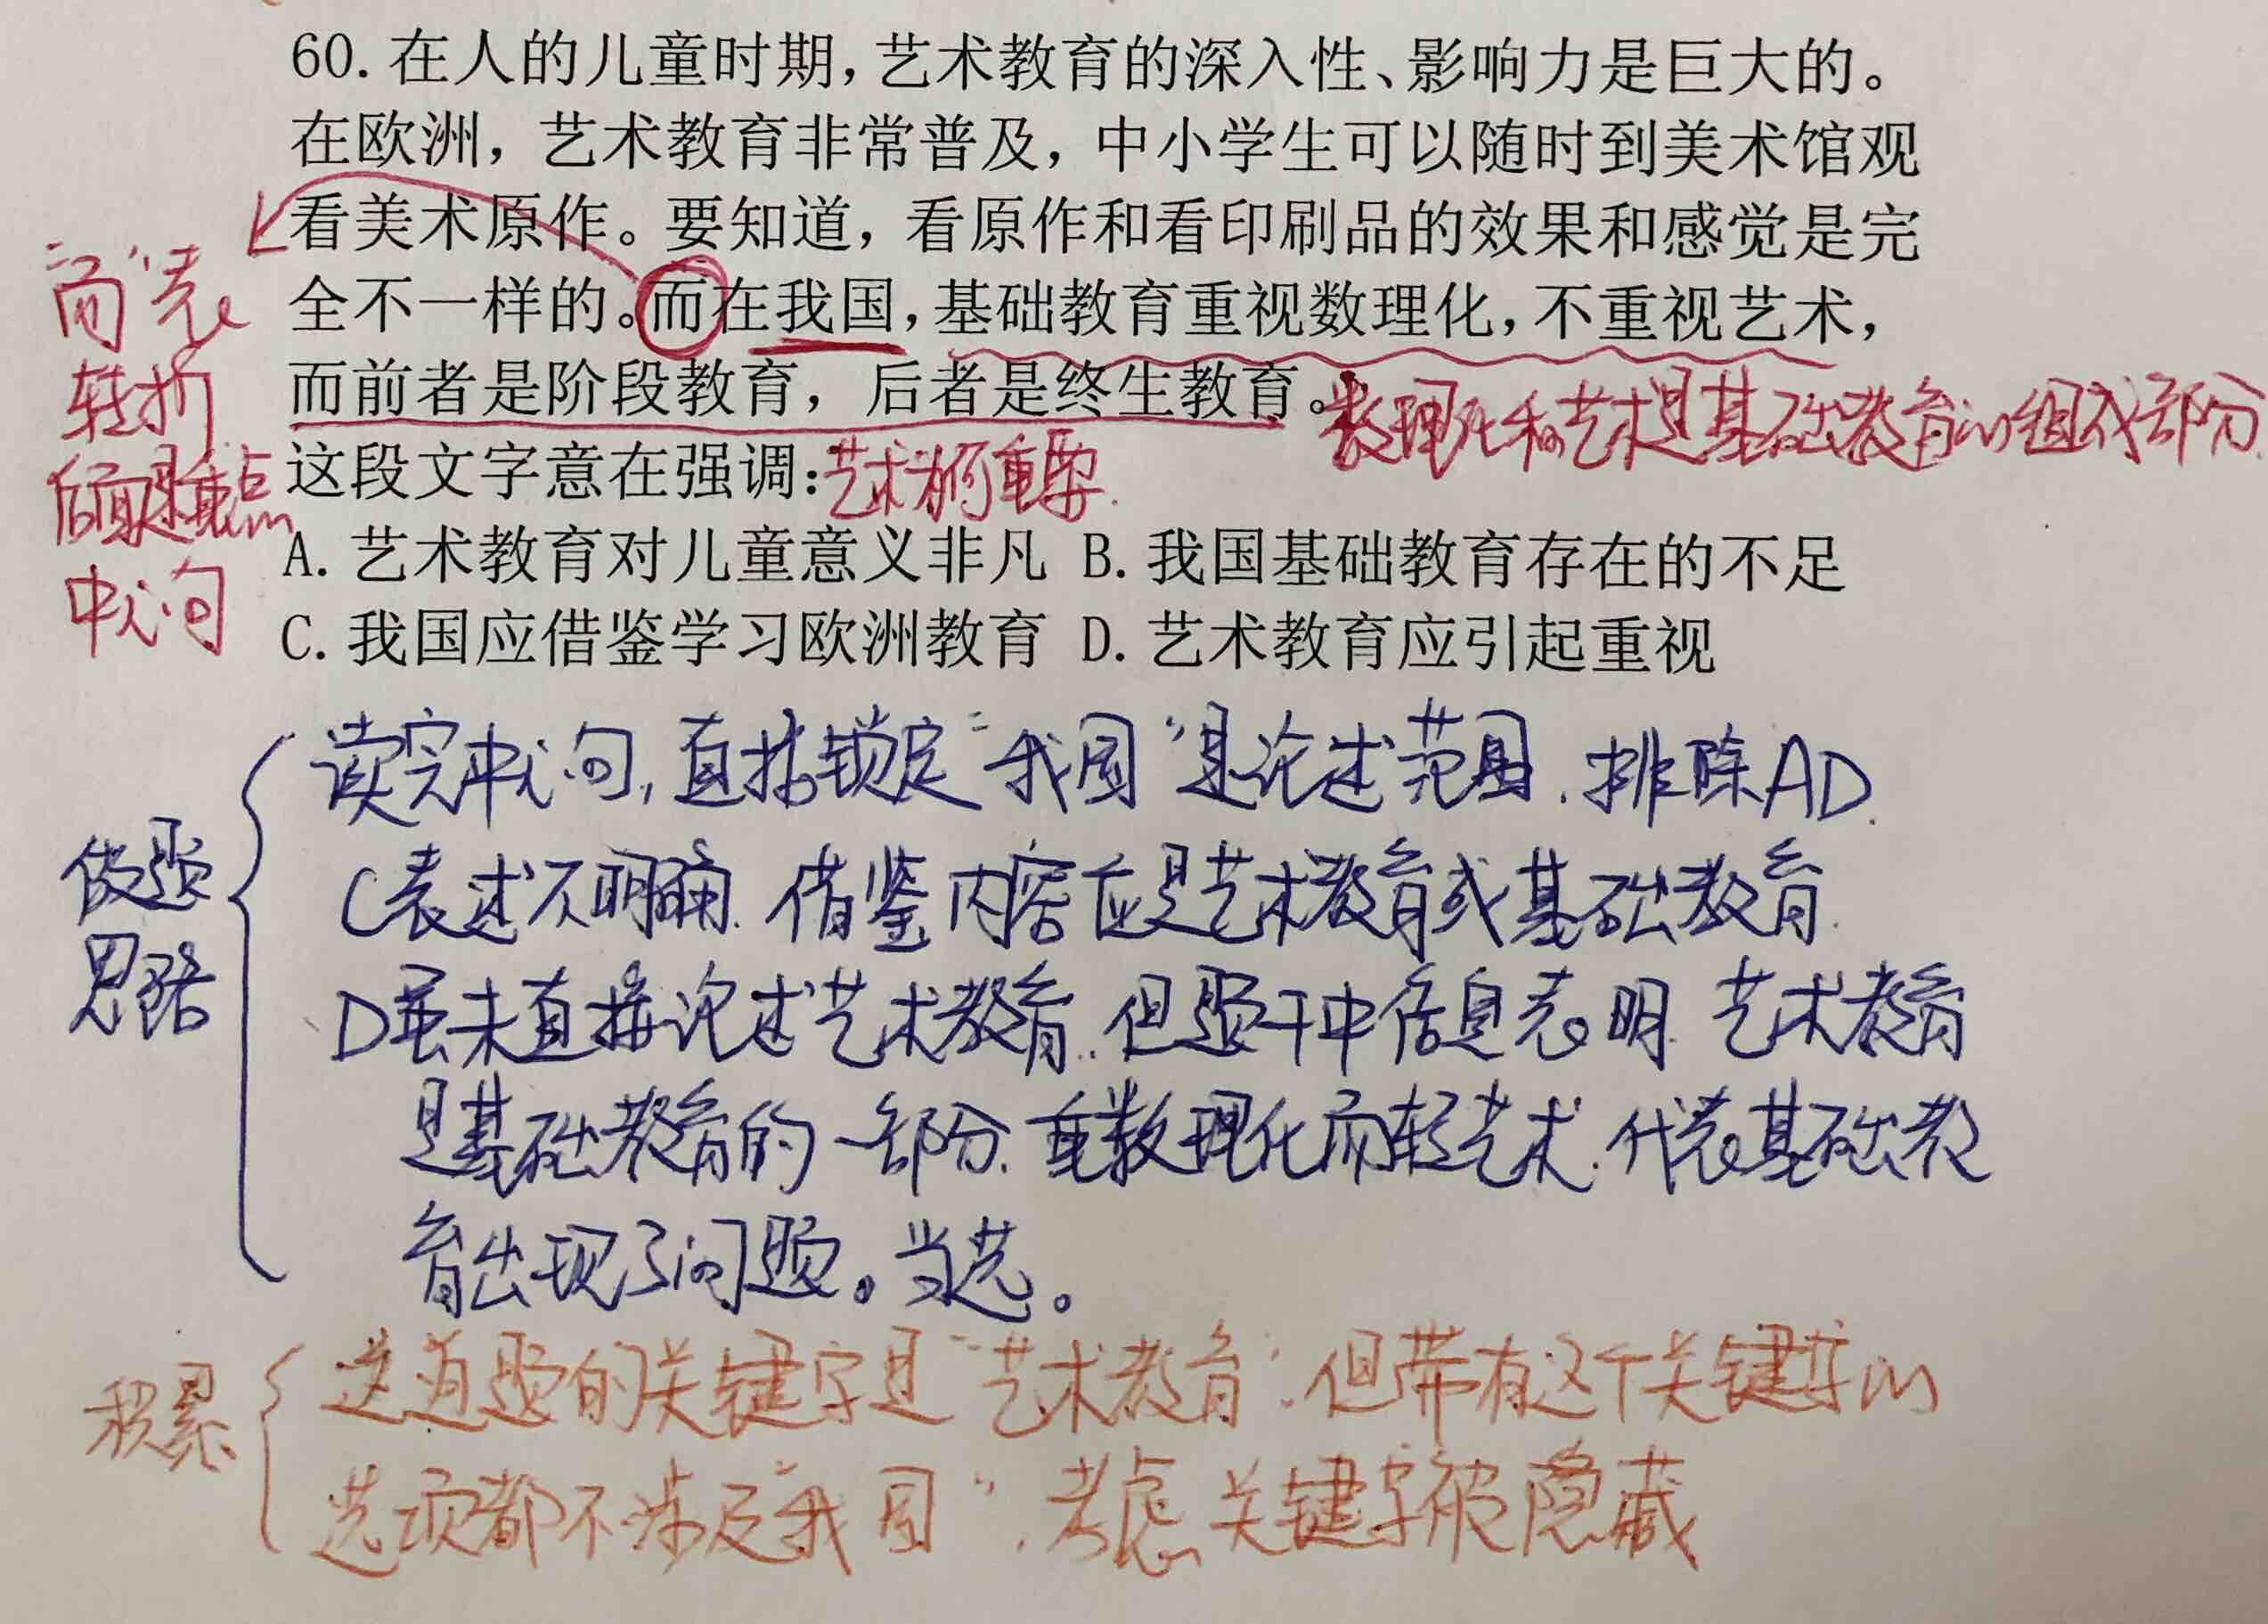 60. 在人的儿童时期,艺术教育的深入性、影响力是巨大的。
在欧洲,艺术教育非常普及,中小学生可以随时到美术馆观
看美术原作。要知道,看原作和看印刷品的效果和感觉是完
全不一样的。而在我国,基础教育重视数理化,不重视艺术,
而前者是阶段教育,后者是终生教育。
数理化和艺术是基础教育的组成部分
这段文字意在强调:
艺术很重要.
A. 艺术教育对儿童意义非凡 B. 我国基础教育存在的不足
C. 我国应借鉴学习欧洲教育 D. 艺术教育应引起重视
"而"表
转折
后面是重点
中心句
做题
思路
读完中心句,直接锁定"我国"是论述范围.排除AD.
C表述不明确.借鉴内容应是艺术教育或基础教育.
D虽未直接论述艺术教育.但题干中信息表明.艺术教育
是基础教育的一部分.重数理化而轻艺术.代表基础教
育出现了问题。当选。
积累
这道题的关键字是"艺术教育".但带有这个关键字的
选项都不涉及"我国".考虑关键字被隐藏